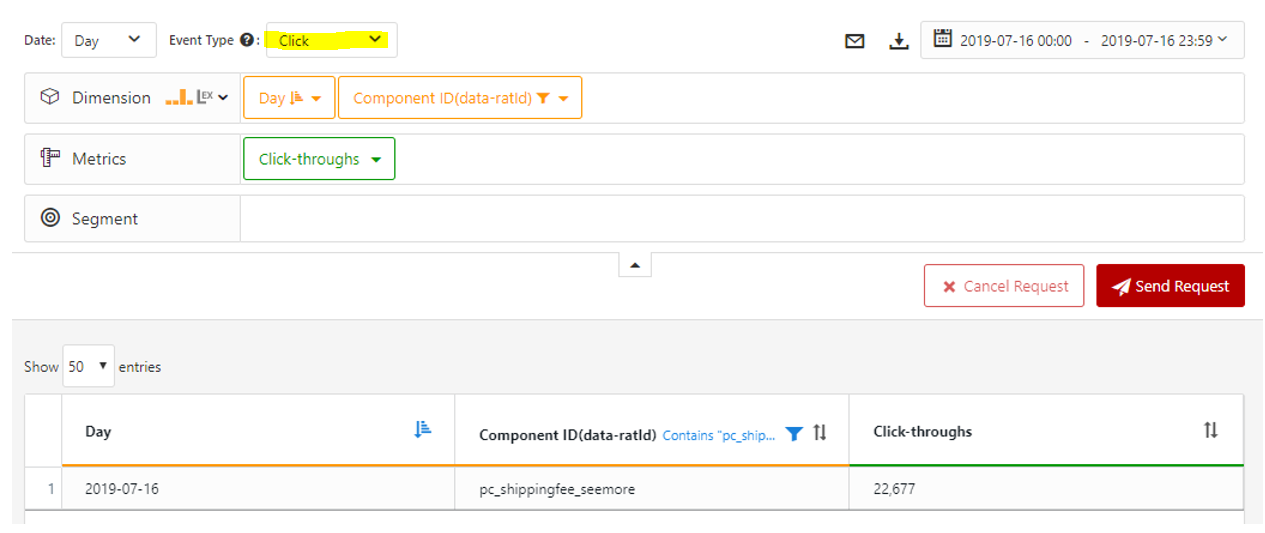 Date: Day Event Type ?: Click 2019-07-16 00:00 - 2019-07-16 23:59
Dimension LEX Day Component ID(data-ratId)
Metrics Click-throughs
Segment
Cancel Request Send Request
Show 50 entries
Day Component ID(data-ratId) Contains "pc_ship... Click-throughs
1 2019-07-16 pc_shippingfee_seemore 22,677